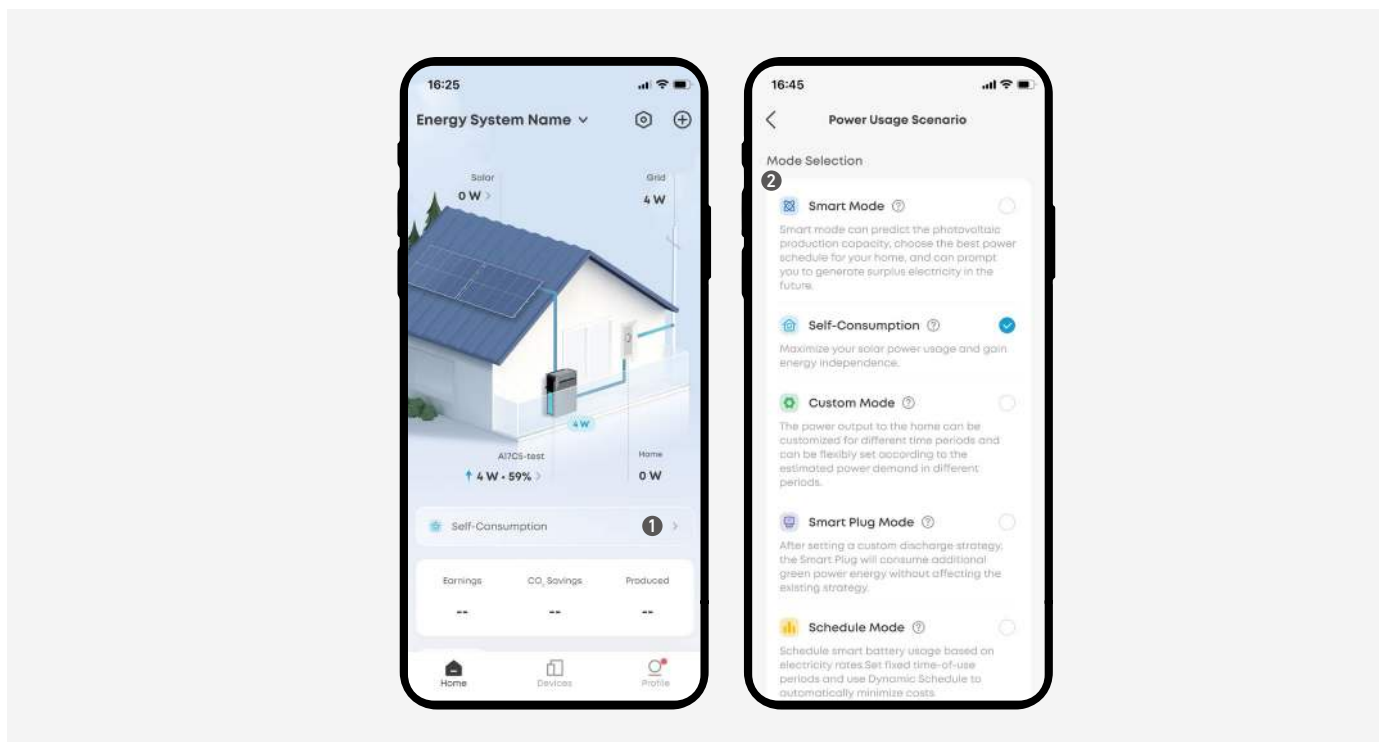 16:25
Energy System Name
Solar
0 W >
Grid
4 W
4 W
A17C5-test
↑ 4 W • 59% >
Home
0 W
Self-Consumption
1 >
Earnings
CO₂ Savings
Produced
--
--
--
Home
Devices
Profile
16:45
Power Usage Scenario
Mode Selection
2
Smart Mode ?
Smart mode can predict the photovoltaic
production capacity, choose the best power
schedule for your home, and can prompt
you to generate surplus electricity in the
future.
Self-Consumption ?
Maximize your solar power usage and gain
energy independence.
Custom Mode ?
The power output to the home can be
customized for different time periods and
can be flexibly set according to the
estimated power demand in different
periods.
Smart Plug Mode ?
After setting a custom discharge strategy,
the Smart Plug will consume additional
green power energy without affecting the
existing strategy.
Schedule Mode ?
Schedule smart battery usage based on
electricity rates.Set fixed time-of-use
periods and use Dynamic Schedule to
automatically minimize costs